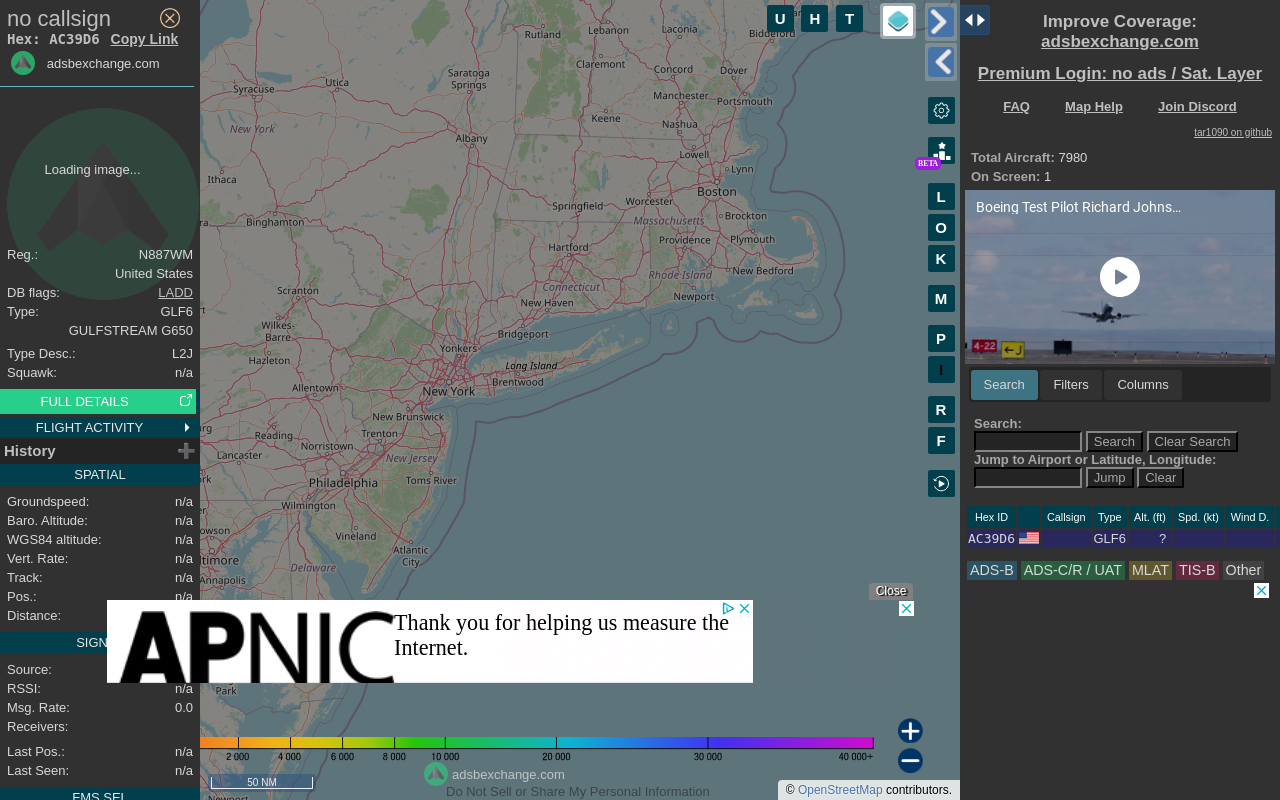 no callsign
Hex: AC39D6 Copy Link
adsbexchange.com
Loading image...
Reg.: N887WM
United States
DB flags: LADD
Type: GLF6
GULFSTREAM G650
Type Desc.: L2J
Squawk: n/a
FULL DETAILS
FLIGHT ACTIVITY
History
SPATIAL
Groundspeed: n/a
Baro. Altitude: n/a
WGS84 altitude: n/a
Vert. Rate: n/a
Track: n/a
Pos.: n/a
Distance:
SIGN
Source:
RSSI: n/a
Msg. Rate: 0.0
Receivers:
Last Pos.: n/a
Last Seen: n/a
FMS SEL
U H T
Rutland
Lebanon
Laconia
Biddeford
Claremont
Concord
Dover
Utica
Saratoga
Springs
Syracuse
Manchester
Portsmouth
Keene
Nashua
New York
Albany
Lowell
Lynn
Ithaca
Boston
Worcester
Springfield
Massachusetts
Brockton
Binghamton
Hartford
Providence
Plymouth
New Bedford
Rhode Island
Connecticut
Scranton
New Haven
Newport
Wilkes-
Barre
Bridgeport
Yonkers
Hazleton
Long Island
Brentwood
Allentown
New York
New Brunswick
Reading
Trenton
Norristown
Lancaster
New Jersey
Philadelphia
Toms River
Wilmington
Vineland
Atlantic
City
Delaware
Annapolis
Park
BETA
L
O
K
M
P
I
R
F
Close
APNIC
Thank you for helping us measure the
Internet.
2 000 4 000 6 000 8 000 10 000 20 000 30 000 40 000+
50 NM
adsbexchange.com
Do Not Sell or Share My Personal Information
© OpenStreetMap contributors.
Improve Coverage:
adsbexchange.com
Premium Login: no ads / Sat. Layer
FAQ Map Help Join Discord
tar1090 on github
Total Aircraft: 7980
On Screen: 1
Boeing Test Pilot Richard Johns…
4-22
Search Filters Columns
Search:
Search Clear Search
Jump to Airport or Latitude, Longitude:
Jump Clear
Hex ID Callsign Type Alt. (ft) Spd. (kt) Wind D.
AC39D6 GLF6 ?
ADS-B ADS-C/R / UAT MLAT TIS-B Other